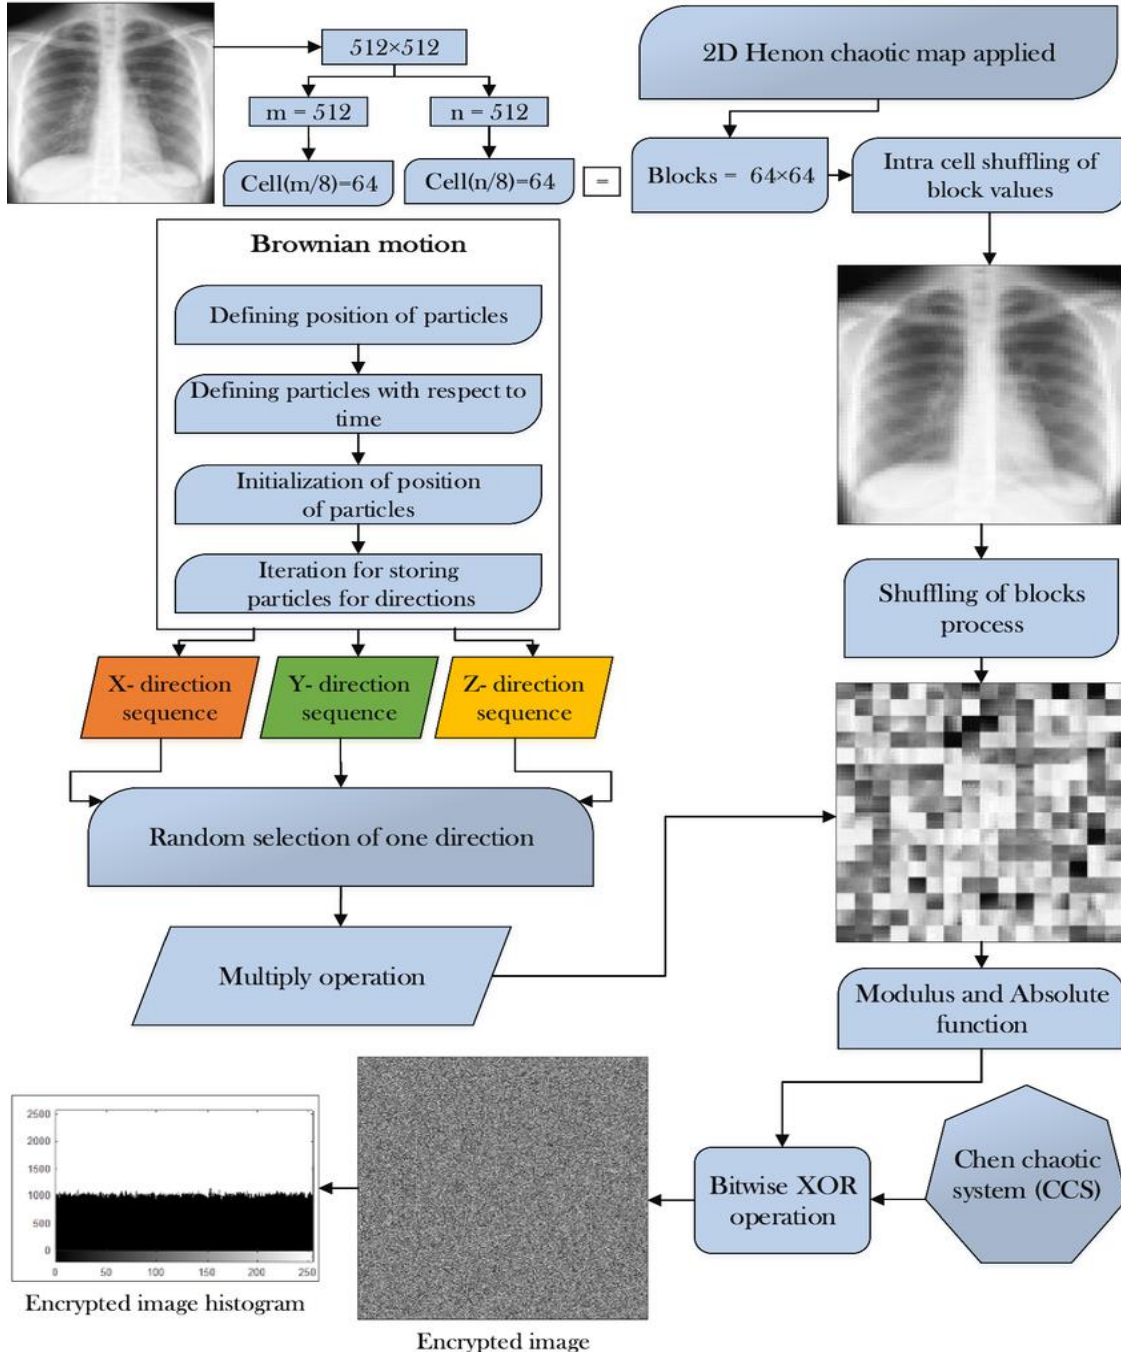 512×512
2D Henon chaotic map applied
m = 512
n = 512
Cell(m/8)=64
Cell(n/8)=64
=
Blocks = 64×64
Intra cell shuffling of
block values
Brownian motion
Defining position of particles
Defining particles with respect to
time
Initialization of position
of particles
Iteration for storing
particles for directions
Shuffling of blocks
process
X- direction
sequence
Y- direction
sequence
Z- direction
sequence
Random selection of one direction
Multiply operation
Modulus and Absolute
function
Chen chaotic
system (CCS)
Bitwise XOR
operation
2500
2000
1500
1000
500
0
0 50 100 150 200 250
Encrypted image histogram
Encrypted image